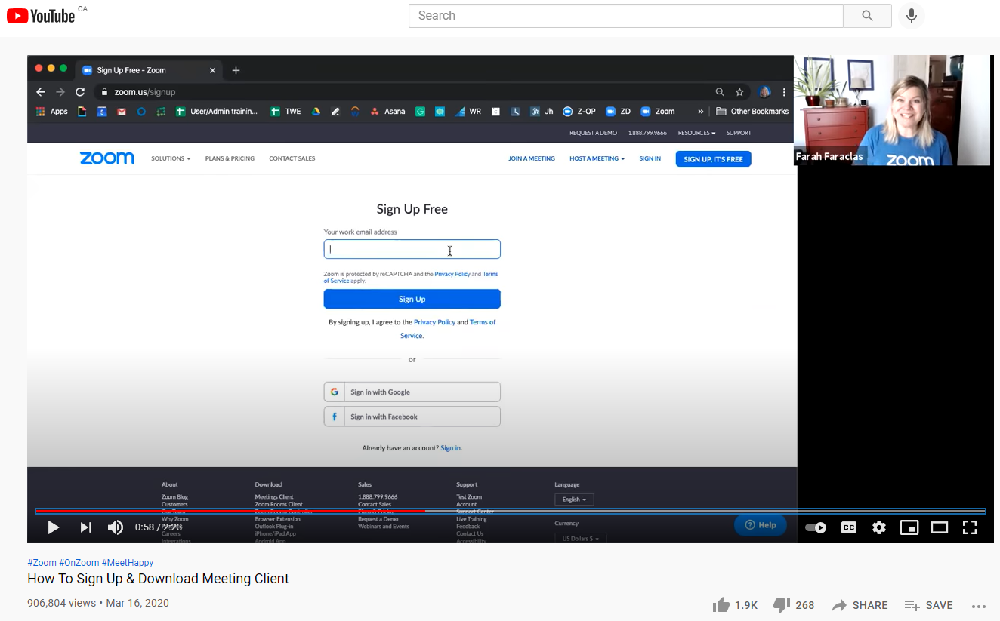 YouTube CA
Search
Sign Up Free - Zoom
zoom.us/signup
Apps
User/Admin trainin...
TWE
Asana
WR
Jh
Z-OP
ZD
Zoom
»
Other Bookmarks
REQUEST A DEMO 1.888.799.9666 RESOURCES SUPPORT
zoom SOLUTIONS PLANS & PRICING CONTACT SALES JOIN A MEETING HOST A MEETING SIGN IN SIGN UP, IT'S FREE
Farah Faraclas
zoom
Sign Up Free
Your work email address
Zoom is protected by reCAPTCHA and the Privacy Policy and Terms
of Service apply.
Sign Up
By signing up, I agree to the Privacy Policy and Terms of
Service.
or
Sign in with Google
Sign in with Facebook
Already have an account? Sign in.
About
Zoom Blog
Customers
Our Team
Why Zoom
Careers
Integrations
Download
Meetings Client
Zoom Rooms Client
Browser Extension
Outlook Plug-in
iPhone/iPad App
Android App
Sales
1.888.799.9666
Contact Sales
Plans & Pricing
Request a Demo
Webinars and Events
Support
Test Zoom
Account
Support Center
Live Training
Feedback
Contact Us
Accessibility
Language
English
Currency
US Dollars $
Help
0:58 / 2:23
CC
#Zoom #OnZoom #MeetHappy
How To Sign Up & Download Meeting Client
906,804 views • Mar 16, 2020
1.9K 268 SHARE SAVE